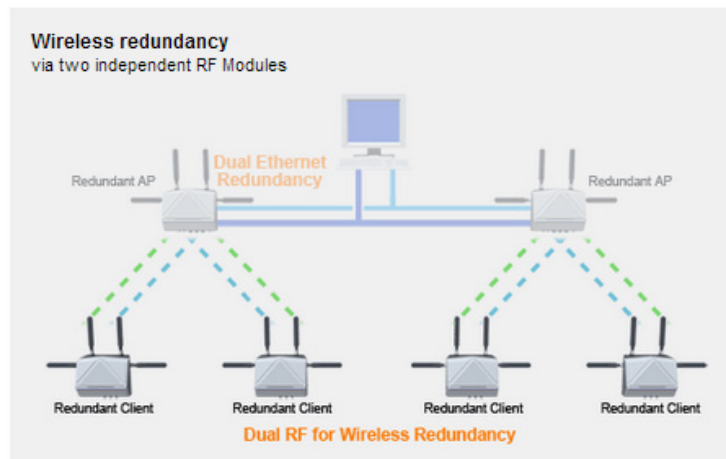 Wireless redundancy
via two independent RF Modules
Dual Ethernet
Redundancy
Redundant AP
Redundant AP
Redundant Client
Redundant Client
Redundant Client
Redundant Client
Dual RF for Wireless Redundancy